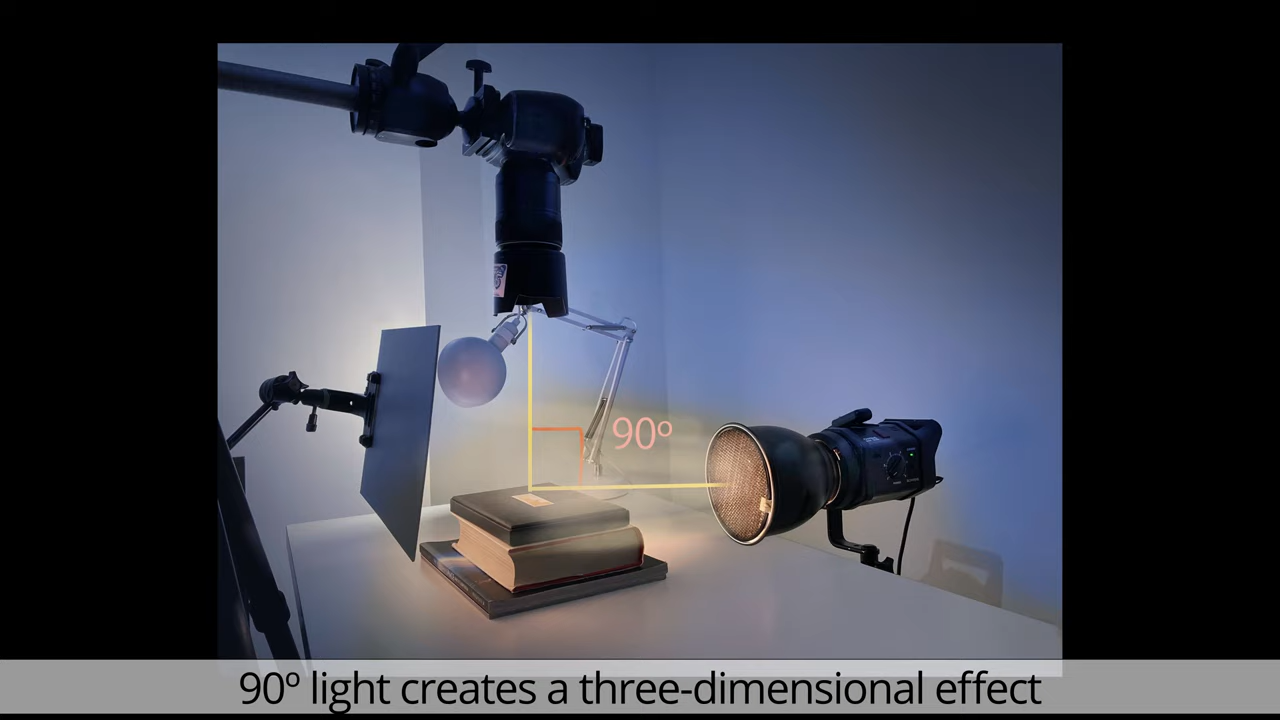 90º
90º light creates a three-dimensional effect